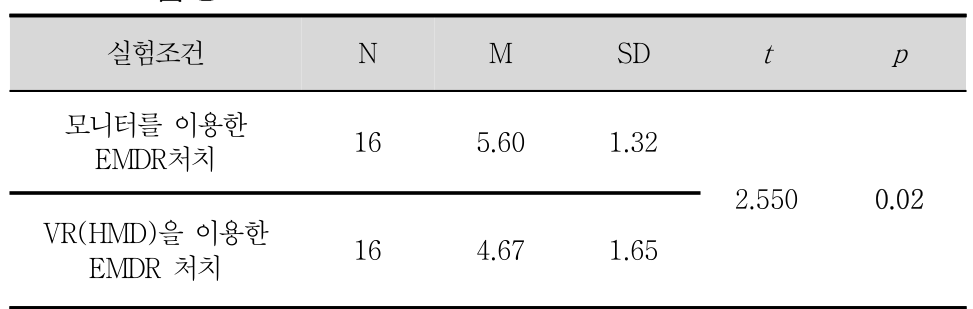 실험조건 N M SD t p
모니터를 이용한
EMDR처치 16 5.60 1.32
2.550 0.02
VR(HMD)을 이용한
EMDR 처치 16 4.67 1.65